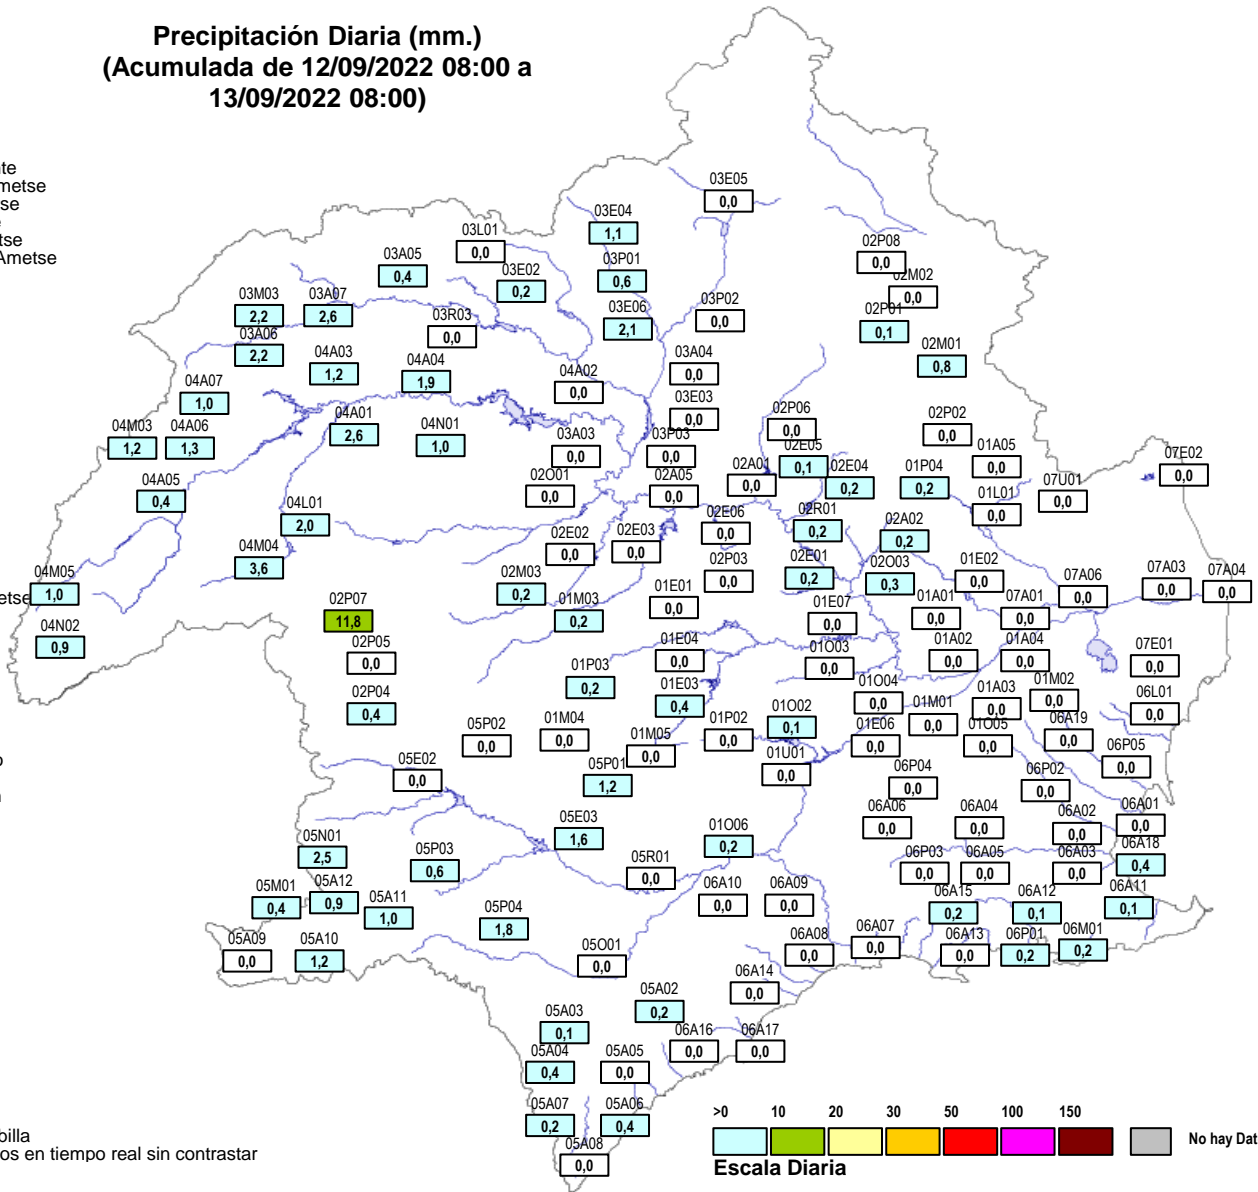 Precipitación Diaria (mm.)
(Acumulada de 12/09/2022 08:00 a
13/09/2022 08:00)
03E05
0,0
03E04
1,1
03L01
0,0
02P08
0,0
03A05
0,4
03P01
0,6
03E02
0,2
02M02
0,0
03M03
2,2
03A07
2,6
03P02
0,0
03E06
2,1
02P01
0,1
03R03
0,0
03A06
2,2
02M01
0,8
04A03
1,2
04A04
1,9
03A04
0,0
04A02
0,0
04A07
1,0
03E03
0,0
04A01
2,6
02P06
0,0
02P02
0,0
04M03
1,2
04A06
1,3
04N01
1,0
03A03
0,0
03P03
0,0
02E05
0,1
01A05
0,0
07E02
0,0
02O01
0,0
02A05
0,0
02A01
0,0
02E04
0,2
01P04
0,2
07U01
0,0
04A05
0,4
01L01
0,0
04L01
2,0
02E06
0,0
02R01
0,2
02A02
0,2
02E02
0,0
02E03
0,0
04M04
3,6
02P03
0,0
02E01
0,2
02O03
0,3
01E02
0,0
07A03
0,0
07A04
0,0
04M05
1,0
02M03
0,2
07A06
0,0
01E01
0,0
02P07
11,8
01M03
0,2
01E07
0,0
01A01
0,0
07A01
0,0
04N02
0,9
02P05
0,0
01E04
0,0
01O03
0,0
01A02
0,0
01A04
0,0
07E01
0,0
01P03
0,2
01E03
0,4
01O04
0,0
01A03
0,0
01M02
0,0
06L01
0,0
02P04
0,4
01O02
0,1
01M01
0,0
05P02
0,0
01M04
0,0
01M05
0,0
01P02
0,0
01E06
0,0
01O05
0,0
06A19
0,0
05E02
0,0
05P01
1,2
01U01
0,0
06P04
0,0
06P02
0,0
06P05
0,0
05E03
1,6
01O06
0,2
06A06
0,0
06A04
0,0
06A02
0,0
06A01
0,0
05N01
2,5
05P03
0,6
05R01
0,0
06P03
0,0
06A05
0,0
06A03
0,0
06A18
0,4
05M01
0,4
05A12
0,9
05A11
1,0
06A10
0,0
06A09
0,0
06A15
0,2
06A12
0,1
06A11
0,1
05P04
1,8
05A09
0,0
05A10
1,2
05O01
0,0
06A08
0,0
06A07
0,0
06A13
0,0
06P01
0,2
06M01
0,2
06A14
0,0
05A02
0,2
05A03
0,1
06A16
0,0
06A17
0,0
05A04
0,4
05A05
0,0
05A07
0,2
05A06
0,4
05A08
0,0
os en tiempo real sin contrastar
>0 10 20 30 50 100 150
No hay Dat
Escala Diaria